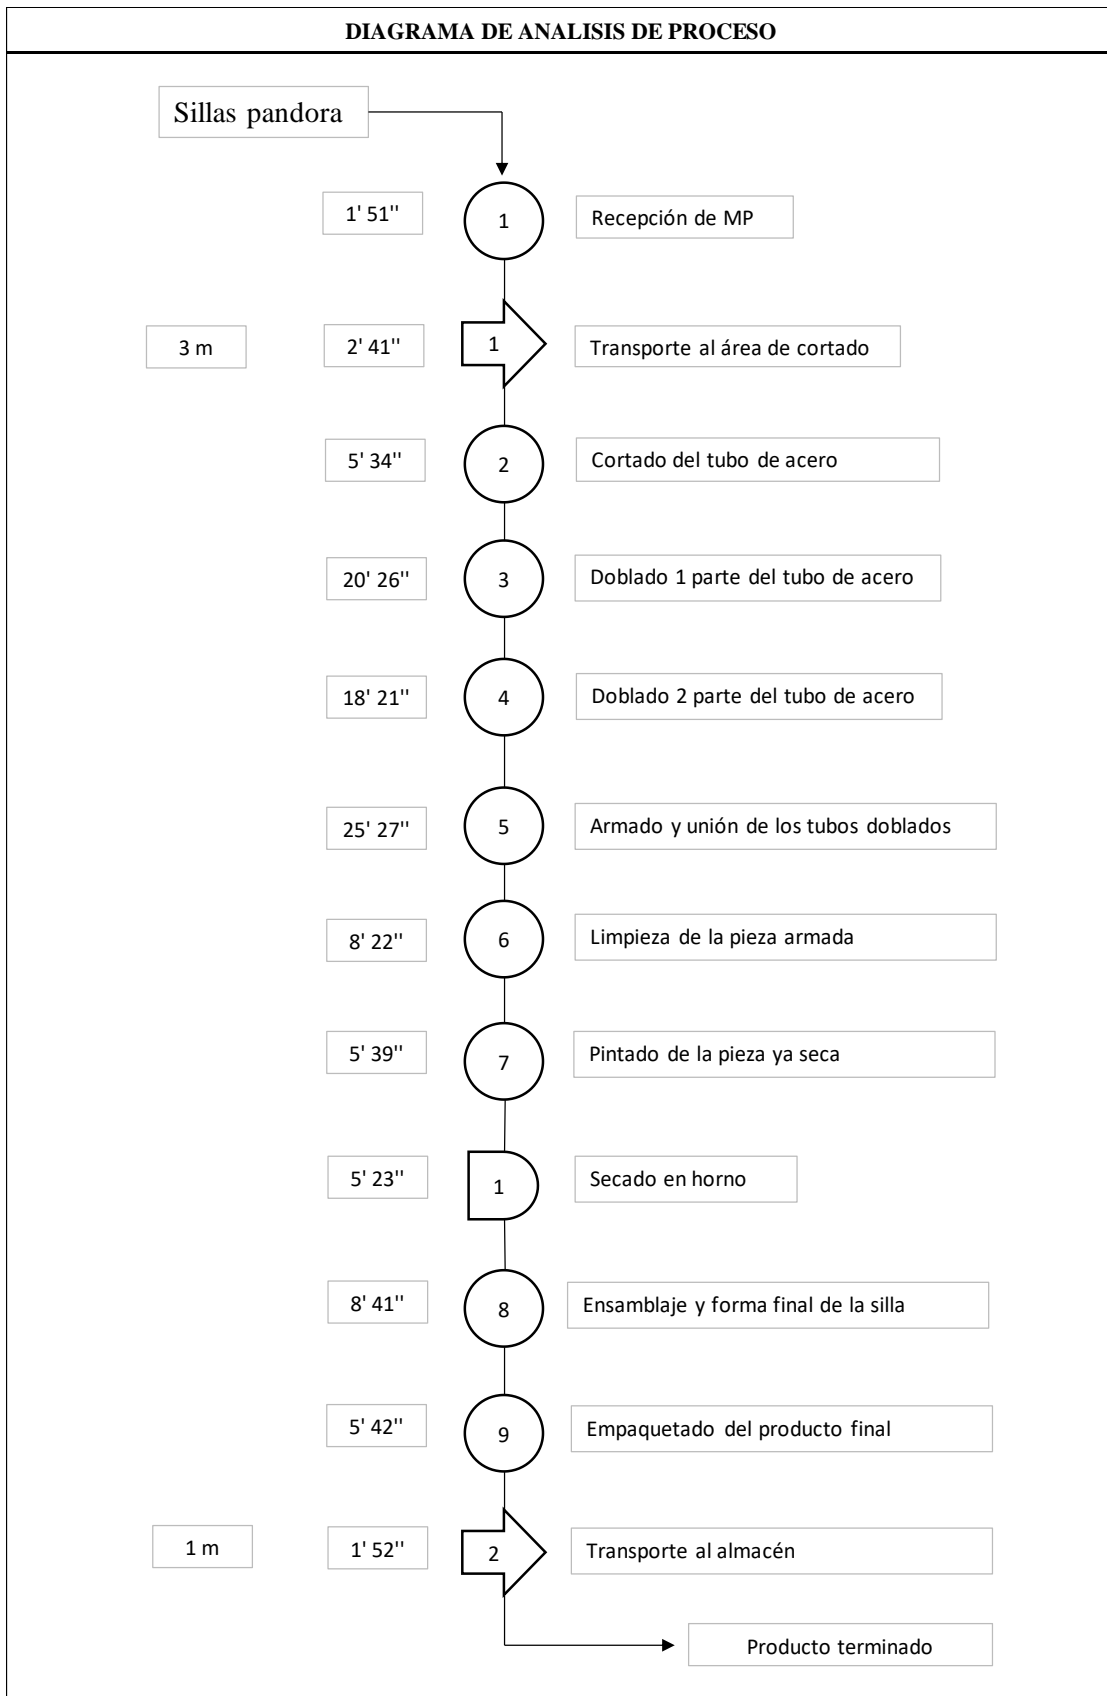 DIAGRAMA DE ANALISIS DE PROCESO
Sillas pandora
1' 51''
1
Recepción de MP
3 m
2' 41''
1
Transporte al área de cortado
5' 34''
2
Cortado del tubo de acero
20' 26''
3
Doblado 1 parte del tubo de acero
18' 21''
4
Doblado 2 parte del tubo de acero
25' 27''
5
Armado y unión de los tubos doblados
8' 22''
6
Limpieza de la pieza armada
5' 39''
7
Pintado de la pieza ya seca
5' 23''
1
Secado en horno
8' 41''
8
Ensamblaje y forma final de la silla
5' 42''
9
Empaquetado del producto final
1 m
1' 52''
2
Transporte al almacén
Producto terminado